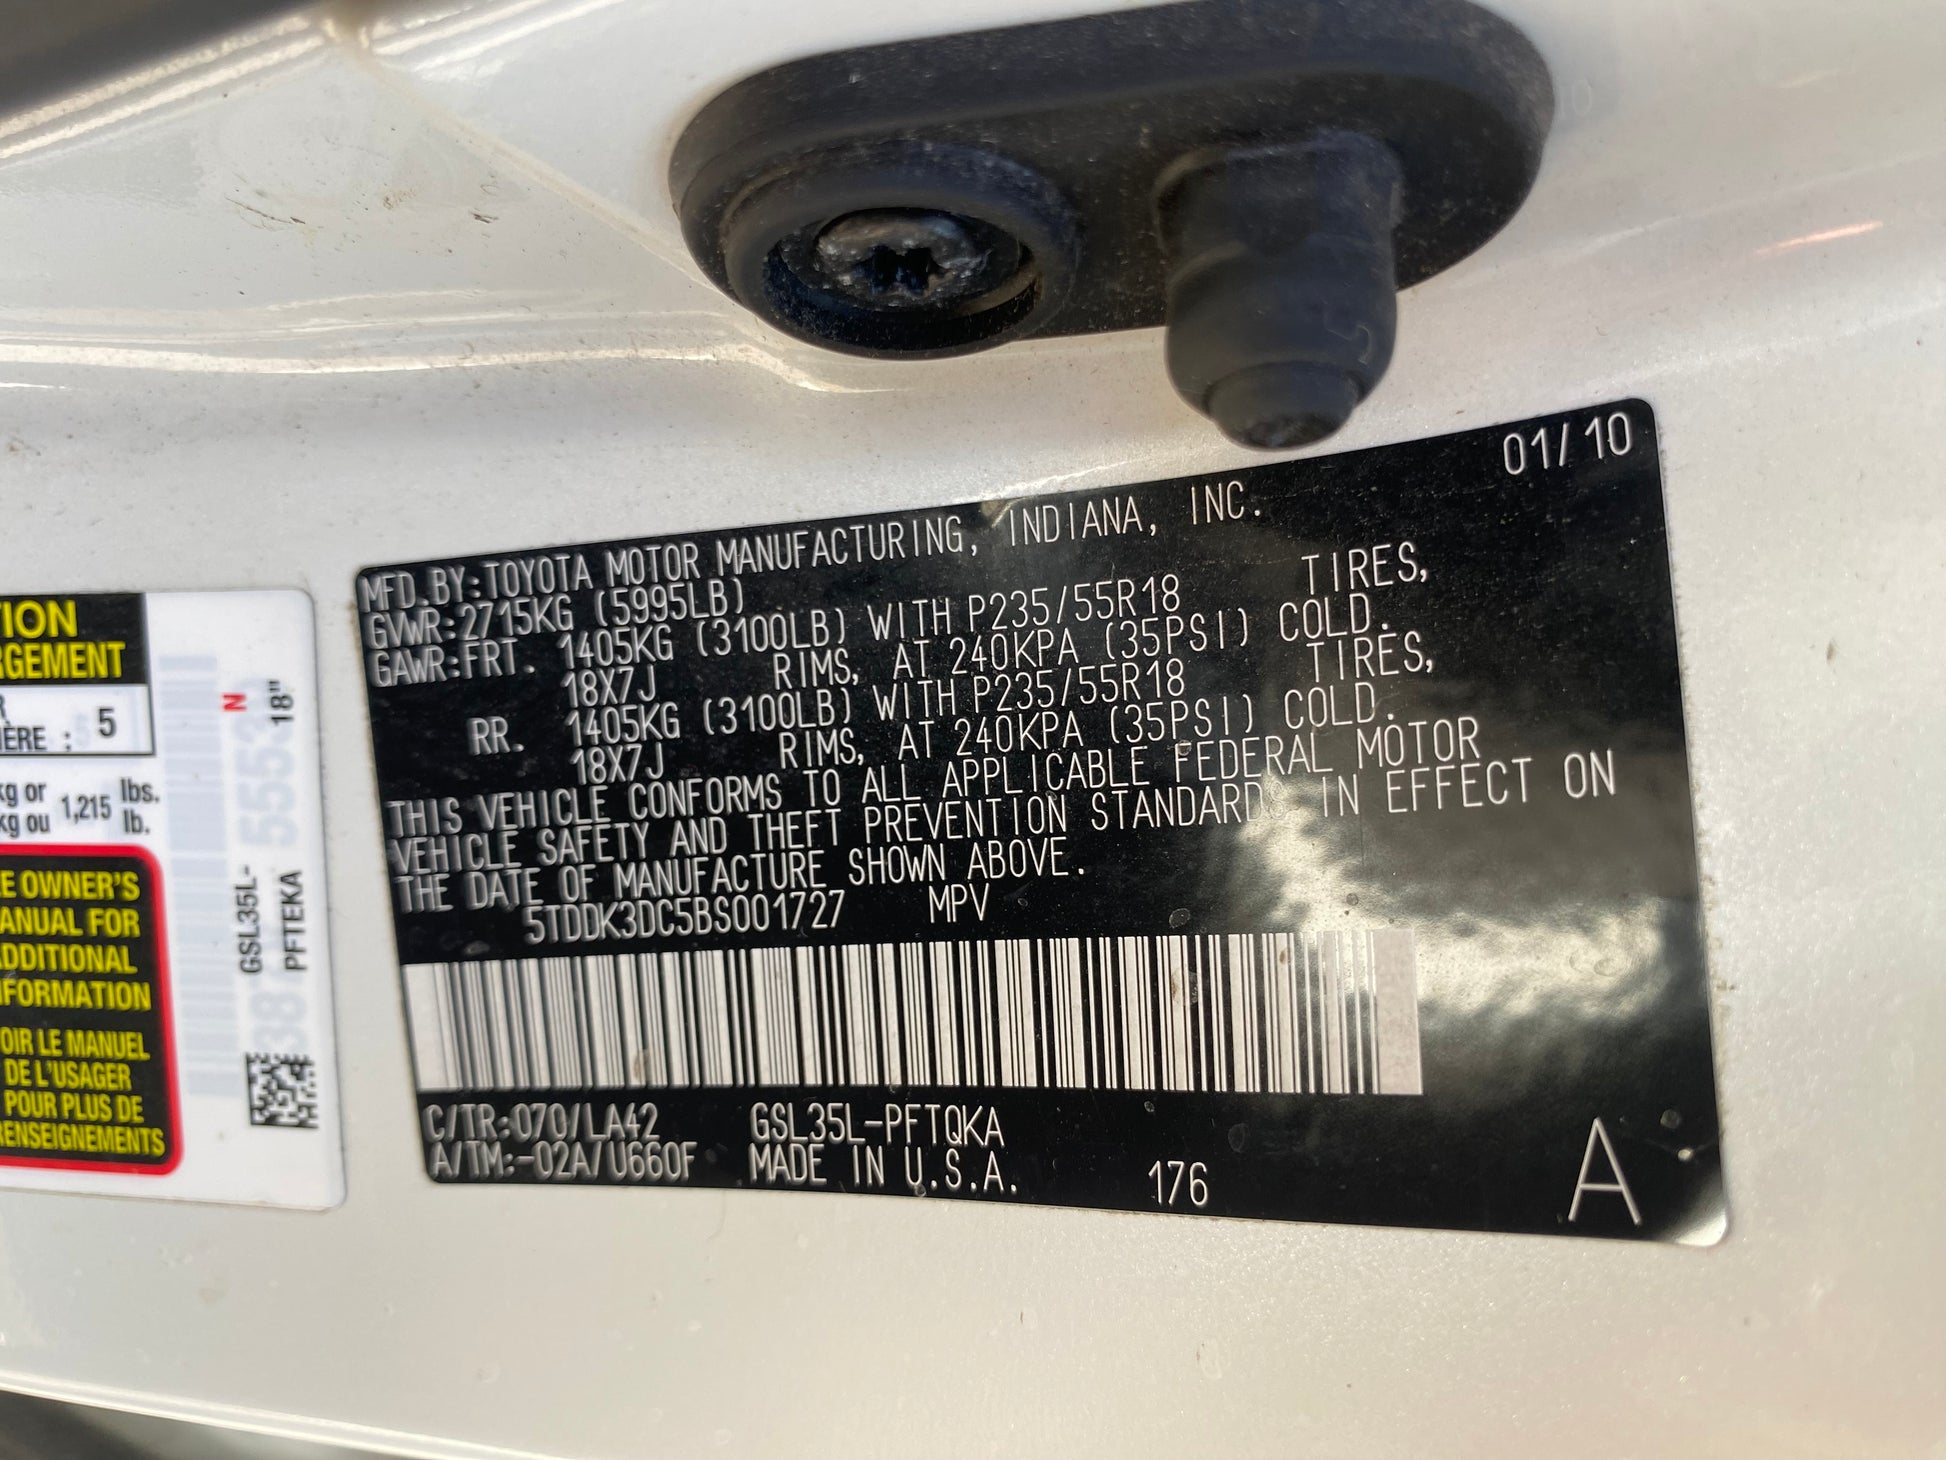 TION
RGEMENT
R
IÈRE : 5
kg or 1,215 lbs.
kg ou lb.
E OWNER'S
ANUAL FOR
ADDITIONAL
FORMATION
OIR LE MANUEL
DE L'USAGER
POUR PLUS DE
RENSEIGNEMENTS
N
18"
GSL35L-
PFTEKA
01/10
MFD.BY:TOYOTA MOTOR MANUFACTURING, INDIANA, INC.
GVWR:2715KG (5995LB)
GAWR:FRT. 1405KG (3100LB) WITH P235/55R18 TIRES,
18X7J RIMS, AT 240KPA (35PSI) COLD.
RR. 1405KG (3100LB) WITH P235/55R18 TIRES,
18X7J RIMS, AT 240KPA (35PSI) COLD.
THIS VEHICLE CONFORMS TO ALL APPLICABLE FEDERAL MOTOR
VEHICLE SAFETY AND THEFT PREVENTION STANDARDS IN EFFECT ON
THE DATE OF MANUFACTURE SHOWN ABOVE.
5TDDK3DC5BS001727 MPV
C/TR:070/LA42 GSL35L-PFTQKA
A/TM:-02A/U660F MADE IN U.S.A. 176 A